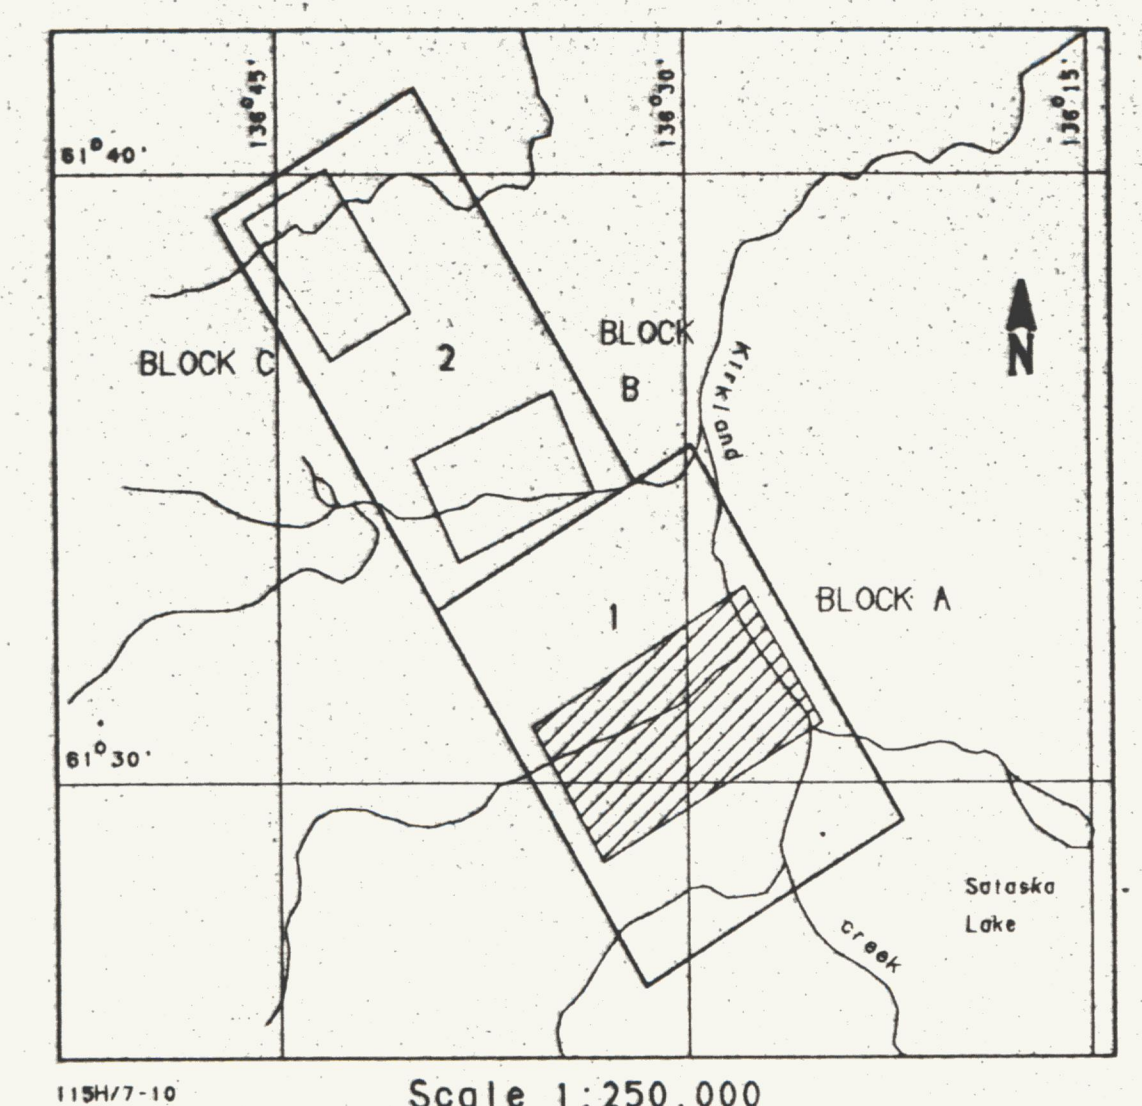 136°45'
136°30'
136°15'
61°40'
N
BLOCK
B
Kirkland
BLOCK C
2
BLOCK A
1
61°30'
Sataska
Lake
creek
115H/7-10
Scale 1:250,000